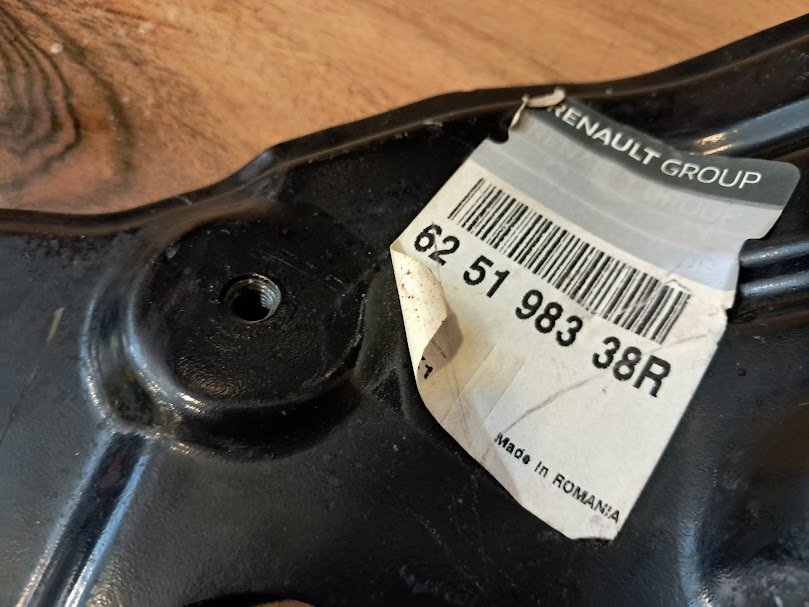 RENAULT GROUP
62 51 983 38R
Made in ROMANIA